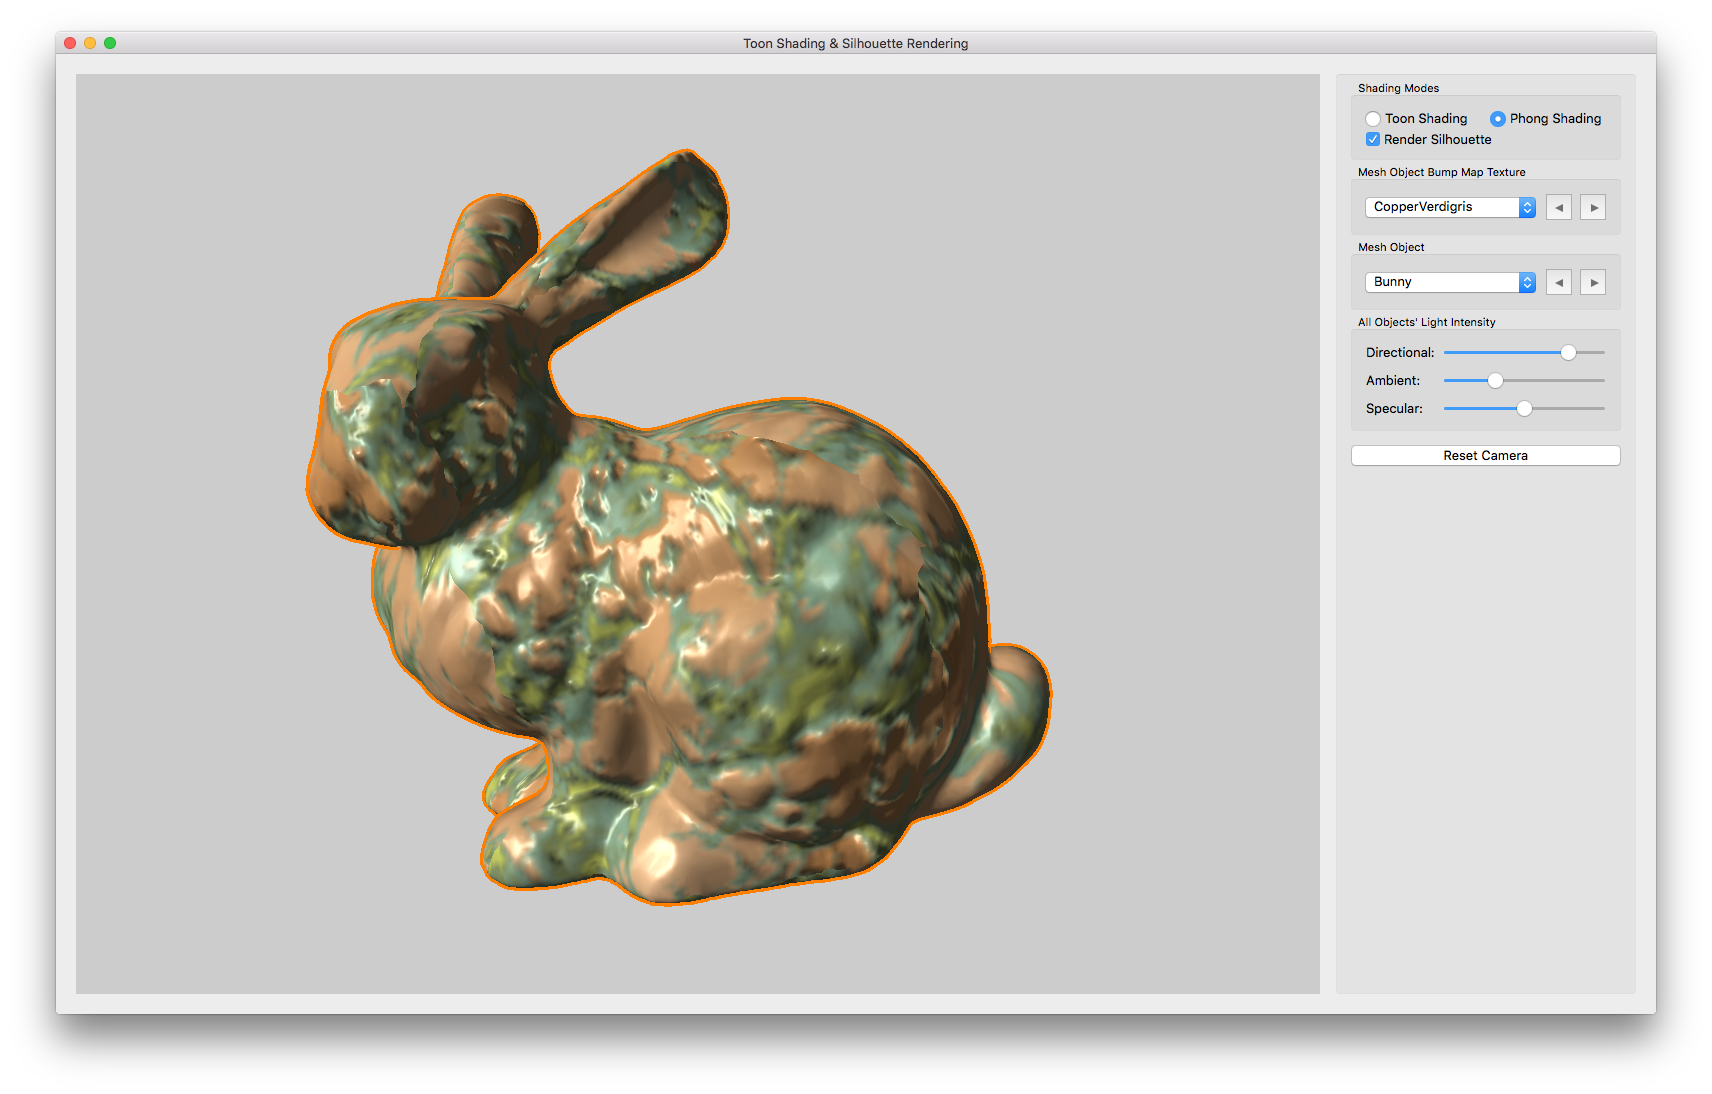 Toon Shading & Silhouette Rendering
Shading Modes
Toon Shading Phong Shading
Render Silhouette
Mesh Object Bump Map Texture
CopperVerdigris
Mesh Object
Bunny
All Objects' Light Intensity
Directional:
Ambient:
Specular:
Reset Camera